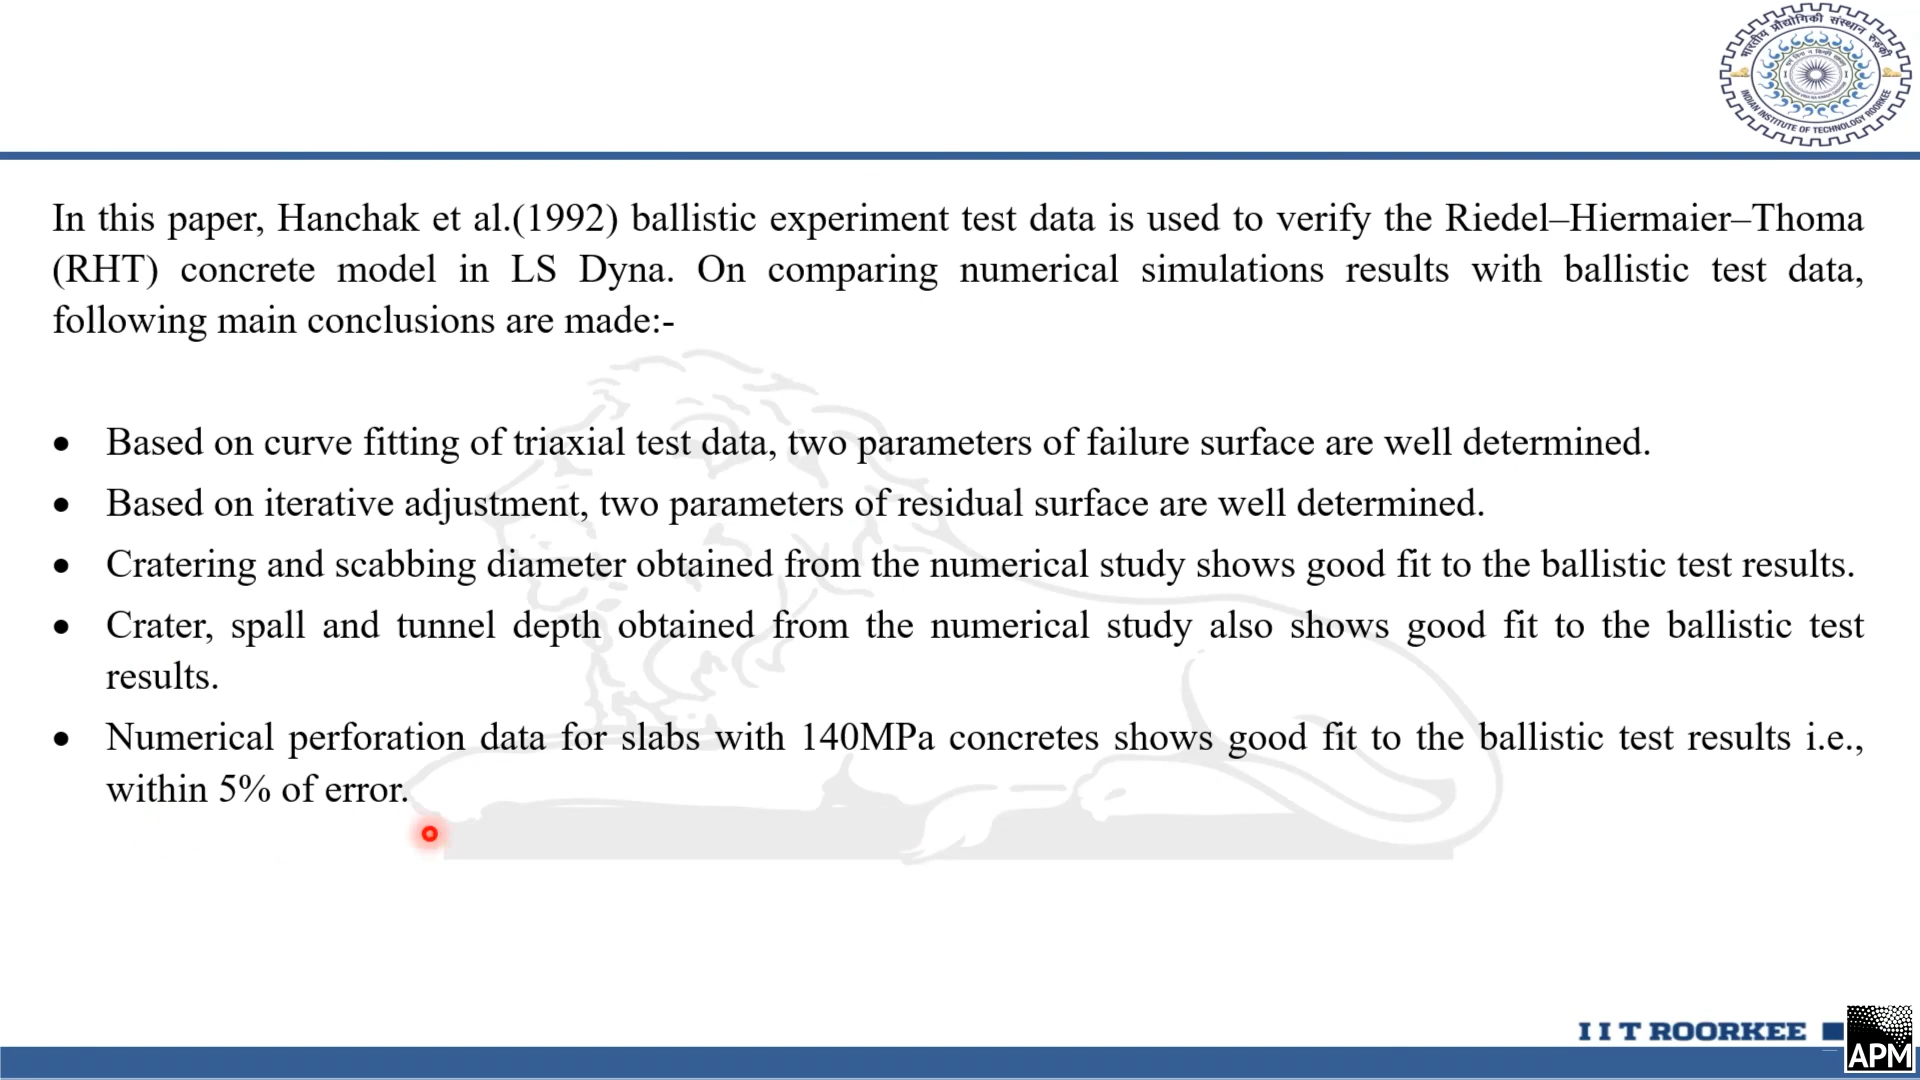 भारतीय प्रौद्योगिकी संस्थान रुड़की
INDIAN INSTITUTE OF TECHNOLOGY ROORKEE
In this paper, Hanchak et al.(1992) ballistic experiment test data is used to verify the Riedel–Hiermaier–Thoma
(RHT) concrete model in LS Dyna. On comparing numerical simulations results with ballistic test data,
following main conclusions are made:-
• Based on curve fitting of triaxial test data, two parameters of failure surface are well determined.
• Based on iterative adjustment, two parameters of residual surface are well determined.
• Cratering and scabbing diameter obtained from the numerical study shows good fit to the ballistic test results.
• Crater, spall and tunnel depth obtained from the numerical study also shows good fit to the ballistic test
results.
• Numerical perforation data for slabs with 140MPa concretes shows good fit to the ballistic test results i.e.,
within 5% of error.
IIT ROORKEE
APM